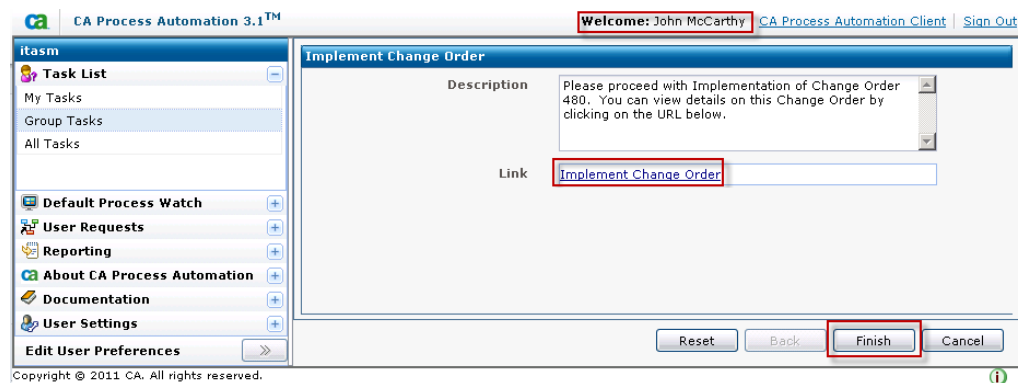 ca CA Process Automation 3.1TM
Welcome: John McCarthy CA Process Automation Client Sign Out
itasm
Task List
My Tasks
Group Tasks
All Tasks
Default Process Watch
User Requests
Reporting
ca About CA Process Automation
Documentation
User Settings
Edit User Preferences
Implement Change Order
Description
Please proceed with Implementation of Change Order
480. You can view details on this Change Order by
clicking on the URL below.
Link
Implement Change Order
Reset Back Finish Cancel
Copyright © 2011 CA. All rights reserved.